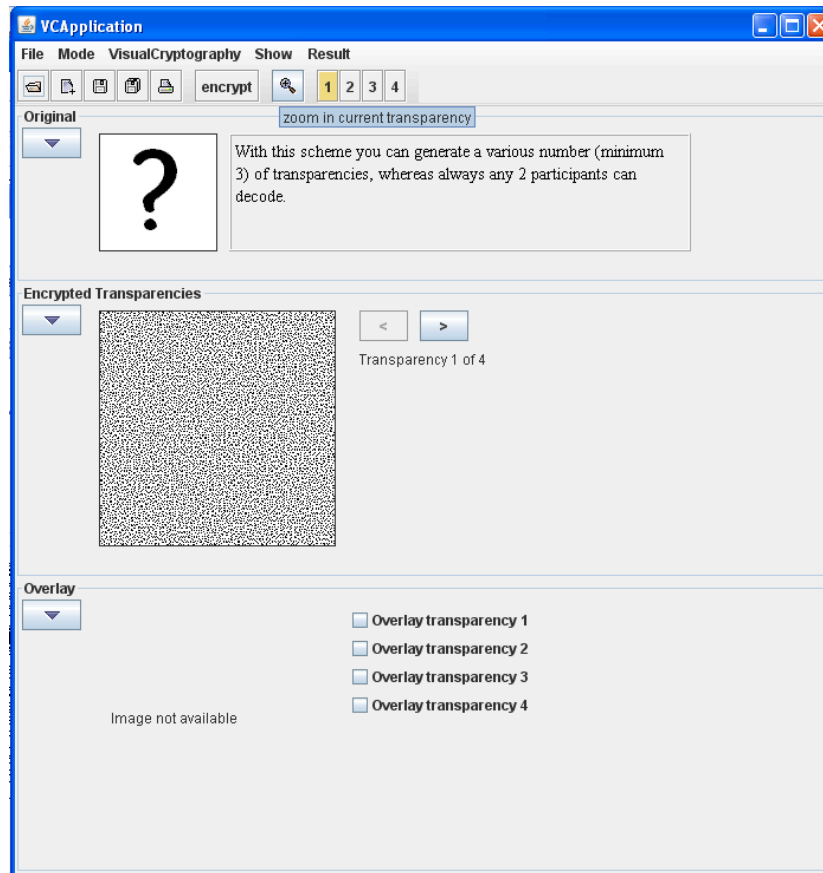 VCApplication
File Mode VisualCryptography Show Result
encrypt 1 2 3 4
zoom in current transparency
Original
?
With this scheme you can generate a various number (minimum
3) of transparencies, whereas always any 2 participants can
decode.
Encrypted Transparencies
< >
Transparency 1 of 4
Overlay
Overlay transparency 1
Overlay transparency 2
Overlay transparency 3
Overlay transparency 4
Image not available